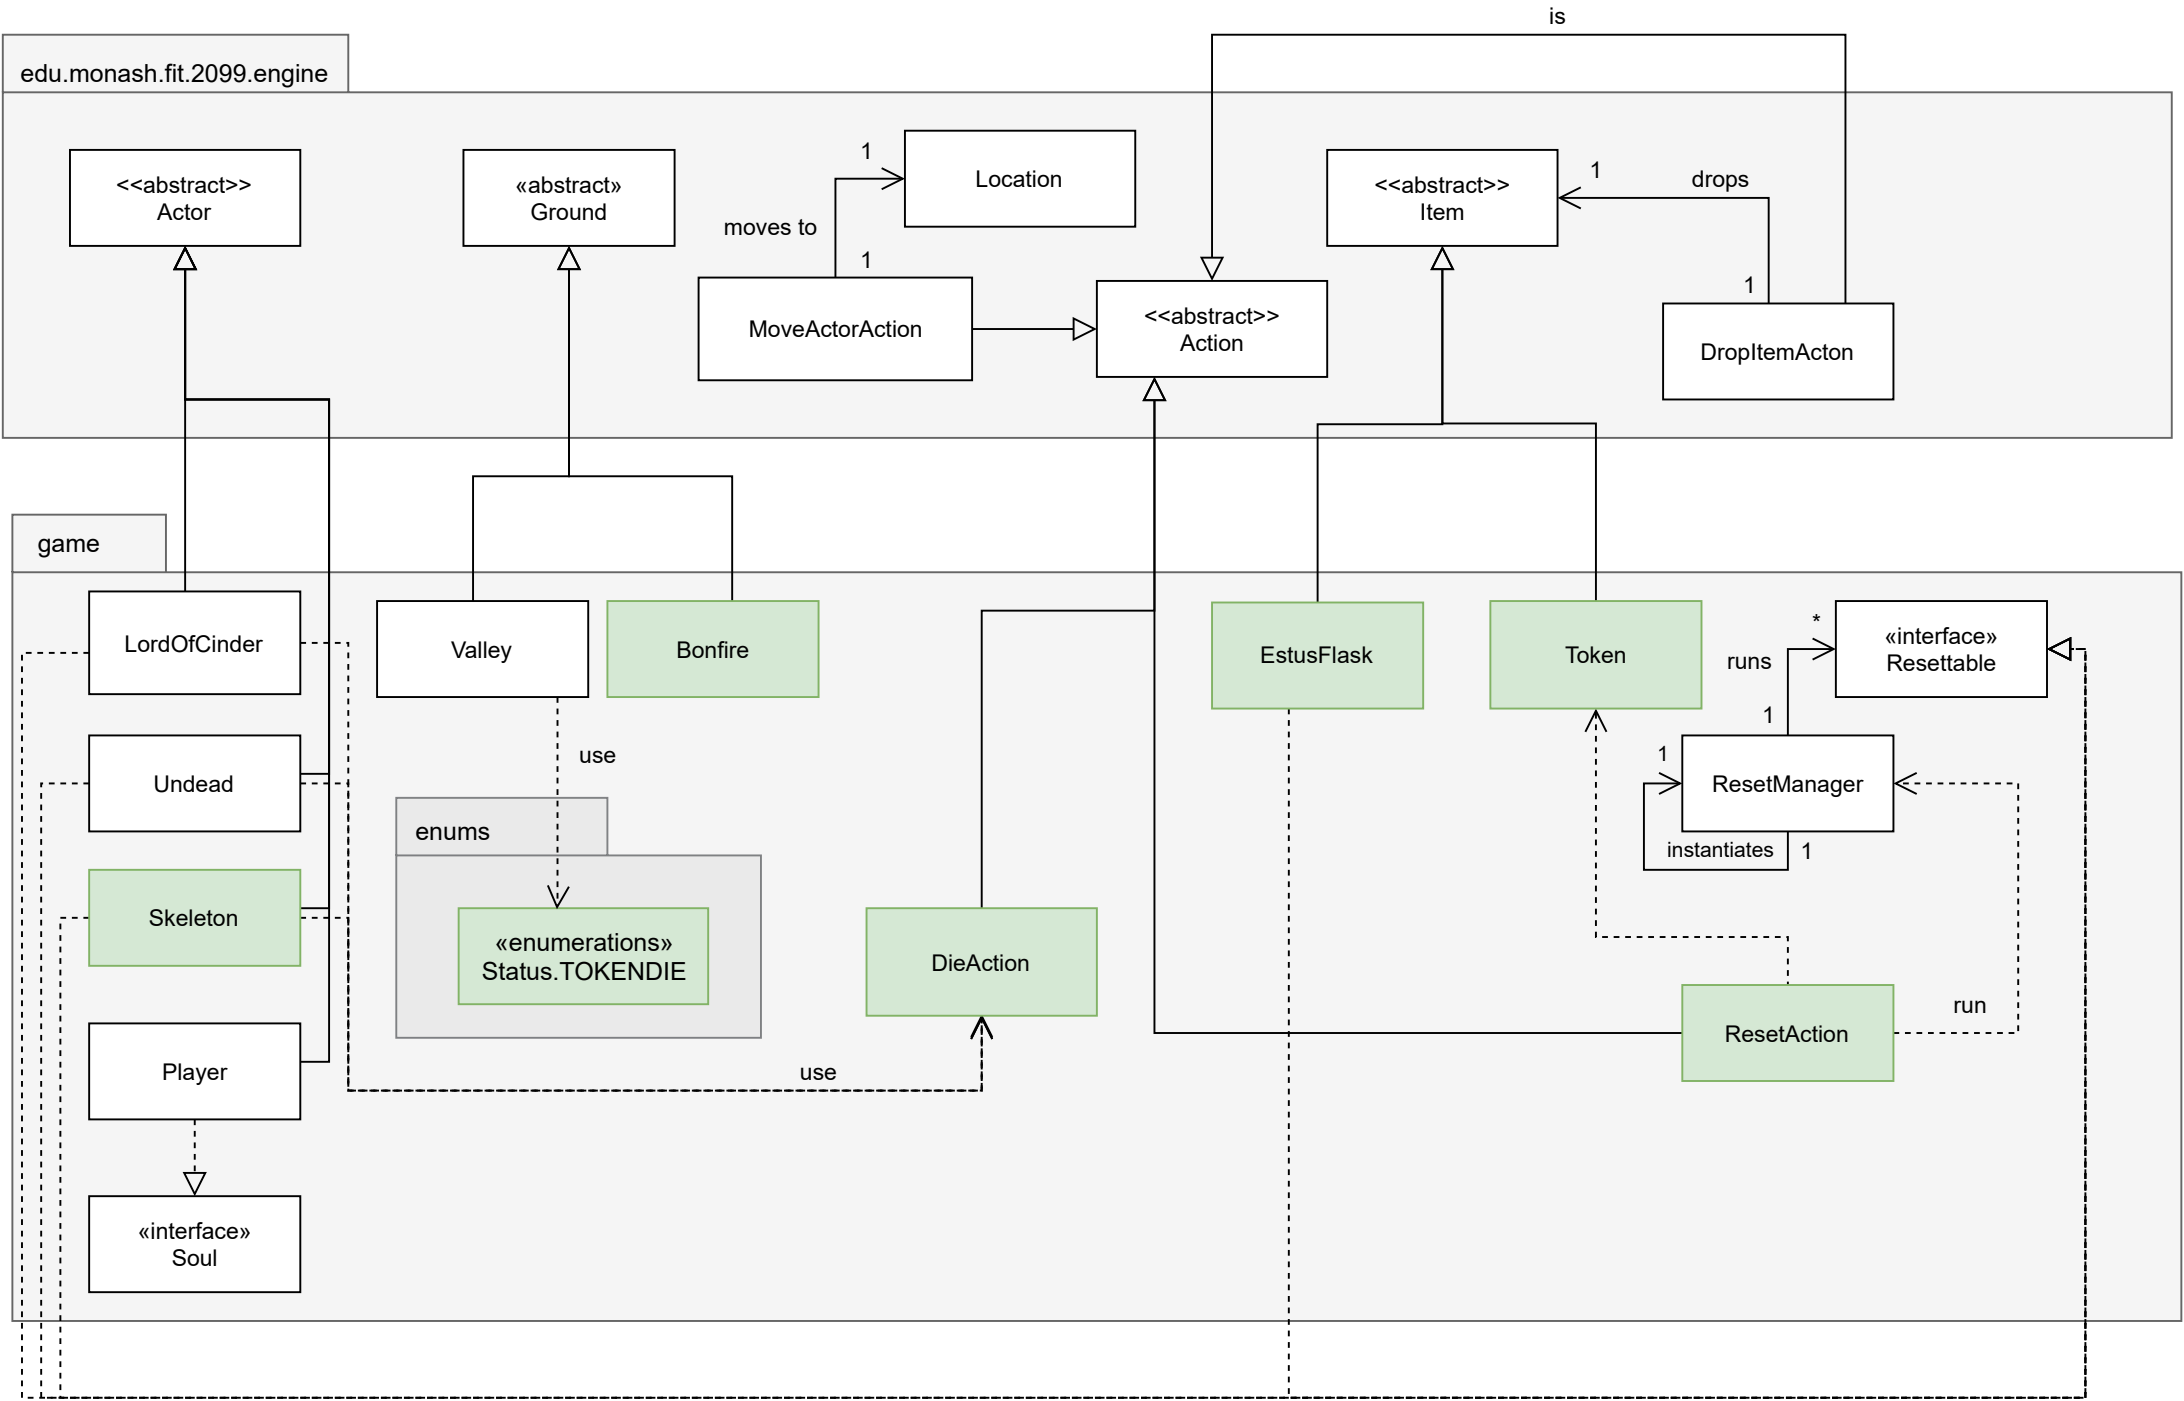 is
edu.monash.fit.2099.engine
<<abstract>>
Actor
«abstract»
Ground
1
Location
moves to
1
MoveActorAction
<<abstract>>
Action
<<abstract>>
Item
1
drops
1
DropItemActon
game
LordOfCinder
Valley
Bonfire
EstusFlask
Token
*
«interface»
Resettable
runs
1
Undead
use
1
ResetManager
instantiates
1
enums
Skeleton
«enumerations»
Status.TOKENDIE
DieAction
ResetAction
run
Player
use
«interface»
Soul